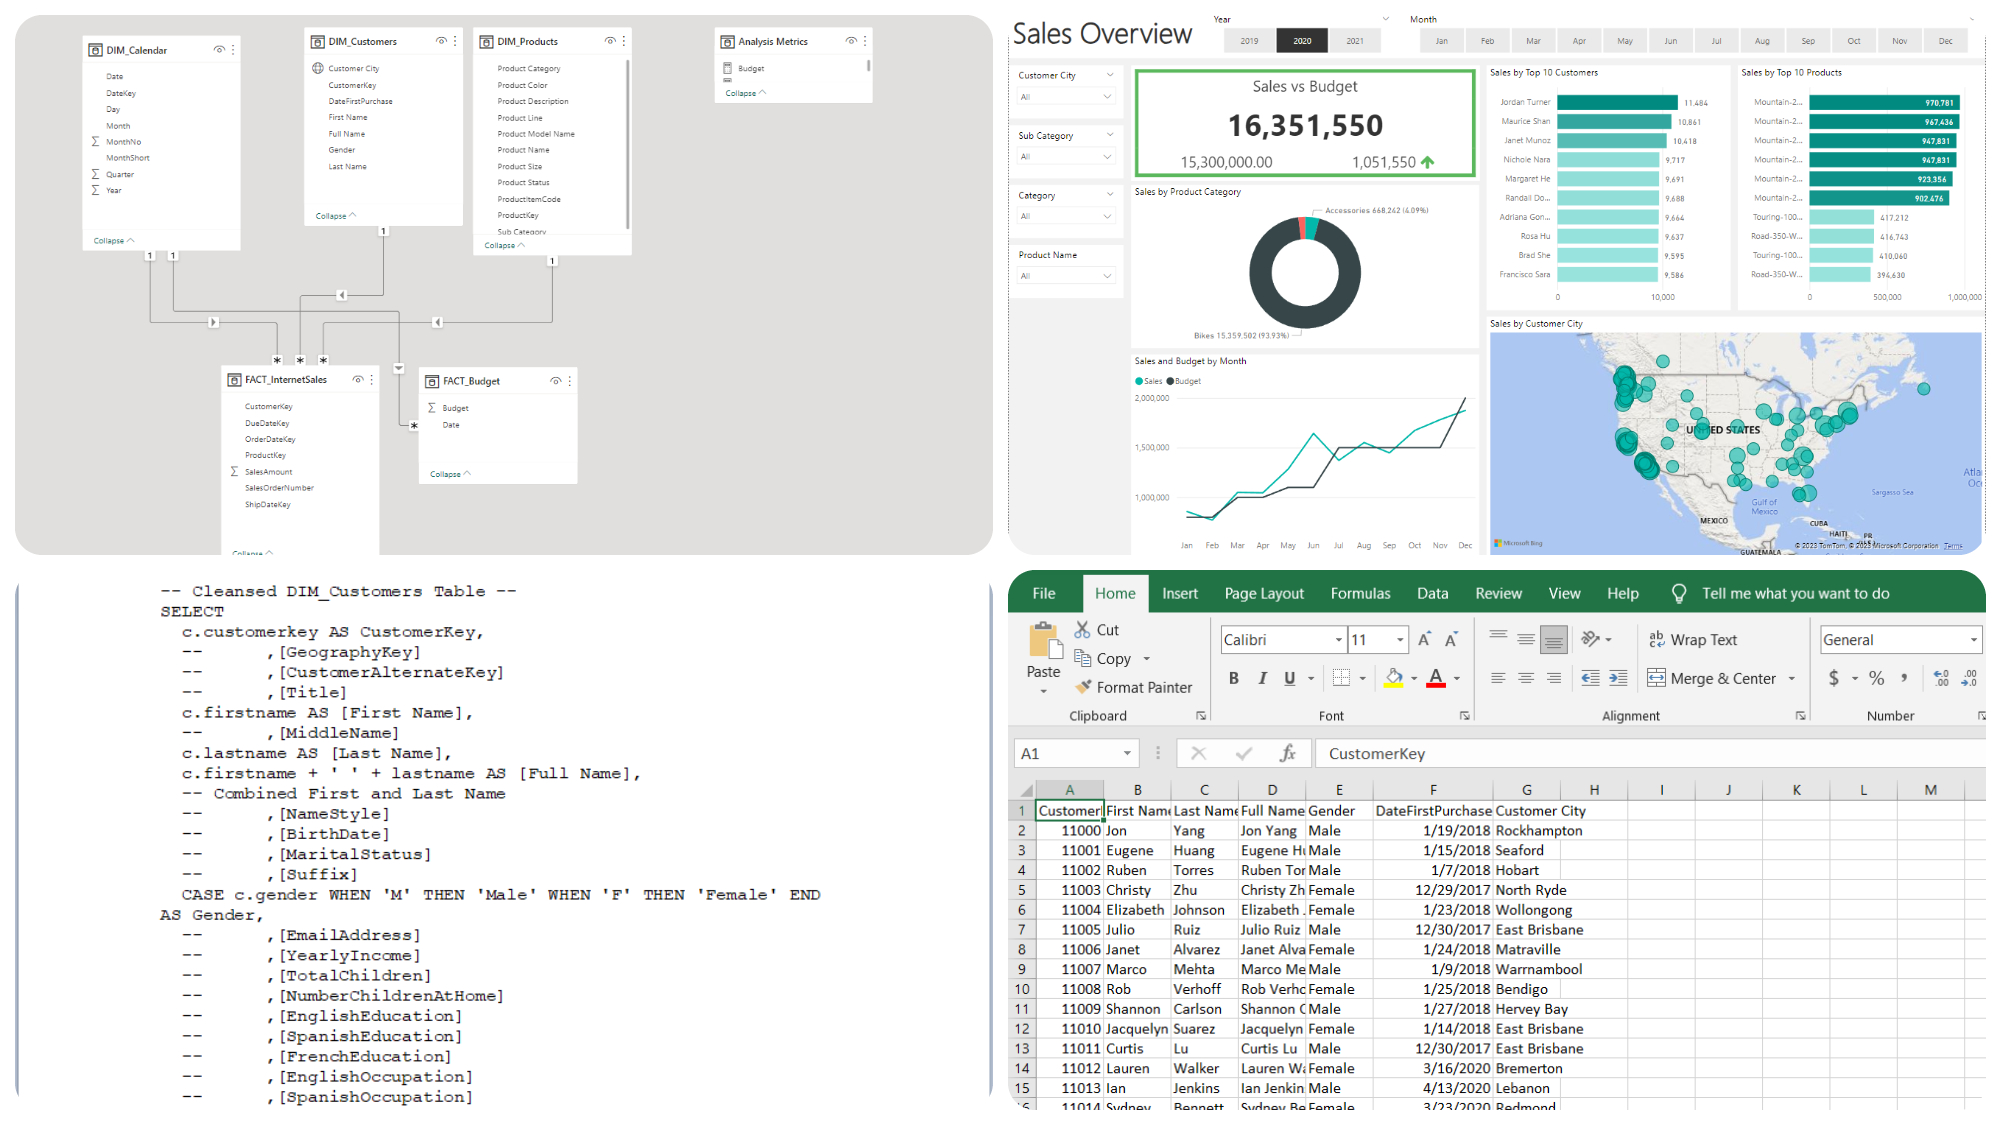 DIM_Calendar
Date
DateKey
Day
Month
MonthNo
MonthShort
Quarter
Year
Collapse
DIM_Customers
Customer City
CustomerKey
DateFirstPurchase
First Name
Full Name
Gender
Last Name
Collapse
DIM_Products
Product Category
Product Color
Product Description
Product Line
Product Model Name
Product Name
Product Size
Product Status
ProductItemCode
ProductKey
Sub Category
Collapse
Analysis Metrics
Budget
Collapse
1
1
1
1
*
*
*
*
FACT_InternetSales
CustomerKey
DueDateKey
OrderDateKey
ProductKey
SalesAmount
SalesOrderNumber
ShipDateKey
Collapse
FACT_Budget
Budget
Date
Collapse
Sales Overview
Year
2019 2020 2021
Month
Jan Feb Mar Apr May Jun Jul Aug Sep Oct Nov Dec
Customer City
All
Sub Category
All
Category
All
Product Name
All
Sales vs Budget
16,351,550
15,300,000.00 1,051,550
Sales by Product Category
Accessories 668,242 (4.09%)
Bikes 15,359,502 (93.93%)
Sales and Budget by Month
Sales Budget
2,000,000
1,500,000
1,000,000
Jan Feb Mar Apr May Jun Jul Aug Sep Oct Nov Dec
Sales by Top 10 Customers
Jordan Turner 11,484
Maurice Shan 10,861
Janet Munoz 10,418
Nichole Nara 9,717
Margaret He 9,691
Randall Do... 9,688
Adriana Gon... 9,664
Rosa Hu 9,637
Brad She 9,595
Francisco Sara 9,586
0 10,000
Sales by Top 10 Products
Mountain-2... 970,781
Mountain-2... 967,436
Mountain-2... 947,831
Mountain-2... 947,831
Mountain-2... 923,356
Mountain-2... 902,476
Touring-100... 417,212
Road-350-W... 416,743
Touring-100... 410,060
Road-350-W... 394,630
0 500,000 1,000,000
Sales by Customer City
UNITED STATES
Atla
Oc
Sargasso Sea
Gulf of
Mexico
MEXICO
CUBA
HAITI
PR
GUATEMALA
Microsoft Bing
© 2023 TomTom, © 2023 Microsoft Corporation Terms
-- Cleansed DIM_Customers Table --
SELECT
c.customerkey AS CustomerKey,
-- ,[GeographyKey]
-- ,[CustomerAlternateKey]
-- ,[Title]
c.firstname AS [First Name],
-- ,[MiddleName]
c.lastname AS [Last Name],
c.firstname + ' ' + lastname AS [Full Name],
-- Combined First and Last Name
-- ,[NameStyle]
-- ,[BirthDate]
-- ,[MaritalStatus]
-- ,[Suffix]
CASE c.gender WHEN 'M' THEN 'Male' WHEN 'F' THEN 'Female' END
AS Gender,
-- ,[EmailAddress]
-- ,[YearlyIncome]
-- ,[TotalChildren]
-- ,[NumberChildrenAtHome]
-- ,[EnglishEducation]
-- ,[SpanishEducation]
-- ,[FrenchEducation]
-- ,[EnglishOccupation]
-- ,[SpanishOccupation]
File Home Insert Page Layout Formulas Data Review View Help Tell me what you want to do
Paste
Cut
Copy
Format Painter
Clipboard
Calibri 11
B I U
Font
Wrap Text
Merge & Center
Alignment
General
$ % ,
Number
A1 fx CustomerKey
A B C D E F G H I J K L M
1 Customer First Name Last Name Full Name Gender DateFirstPurchase Customer City
2 11000 Jon Yang Jon Yang Male 1/19/2018 Rockhampton
3 11001 Eugene Huang Eugene Hu Male 1/15/2018 Seaford
4 11002 Ruben Torres Ruben Tor Male 1/7/2018 Hobart
5 11003 Christy Zhu Christy Zh Female 12/29/2017 North Ryde
6 11004 Elizabeth Johnson Elizabeth Female 1/23/2018 Wollongong
7 11005 Julio Ruiz Julio Ruiz Male 12/30/2017 East Brisbane
8 11006 Janet Alvarez Janet Alva Female 1/24/2018 Matraville
9 11007 Marco Mehta Marco Me Male 1/9/2018 Warrnambool
10 11008 Rob Verhoff Rob Verho Female 1/25/2018 Bendigo
11 11009 Shannon Carlson Shannon C Male 1/27/2018 Hervey Bay
12 11010 Jacquelyn Suarez Jacquelyn Female 1/14/2018 East Brisbane
13 11011 Curtis Lu Curtis Lu Male 12/30/2017 East Brisbane
14 11012 Lauren Walker Lauren Wa Female 3/16/2020 Bremerton
15 11013 Ian Jenkins Ian Jenkin Male 4/13/2020 Lebanon
16 11014 Sydney Bennett Sydney Be Female 3/23/2020 Redmond